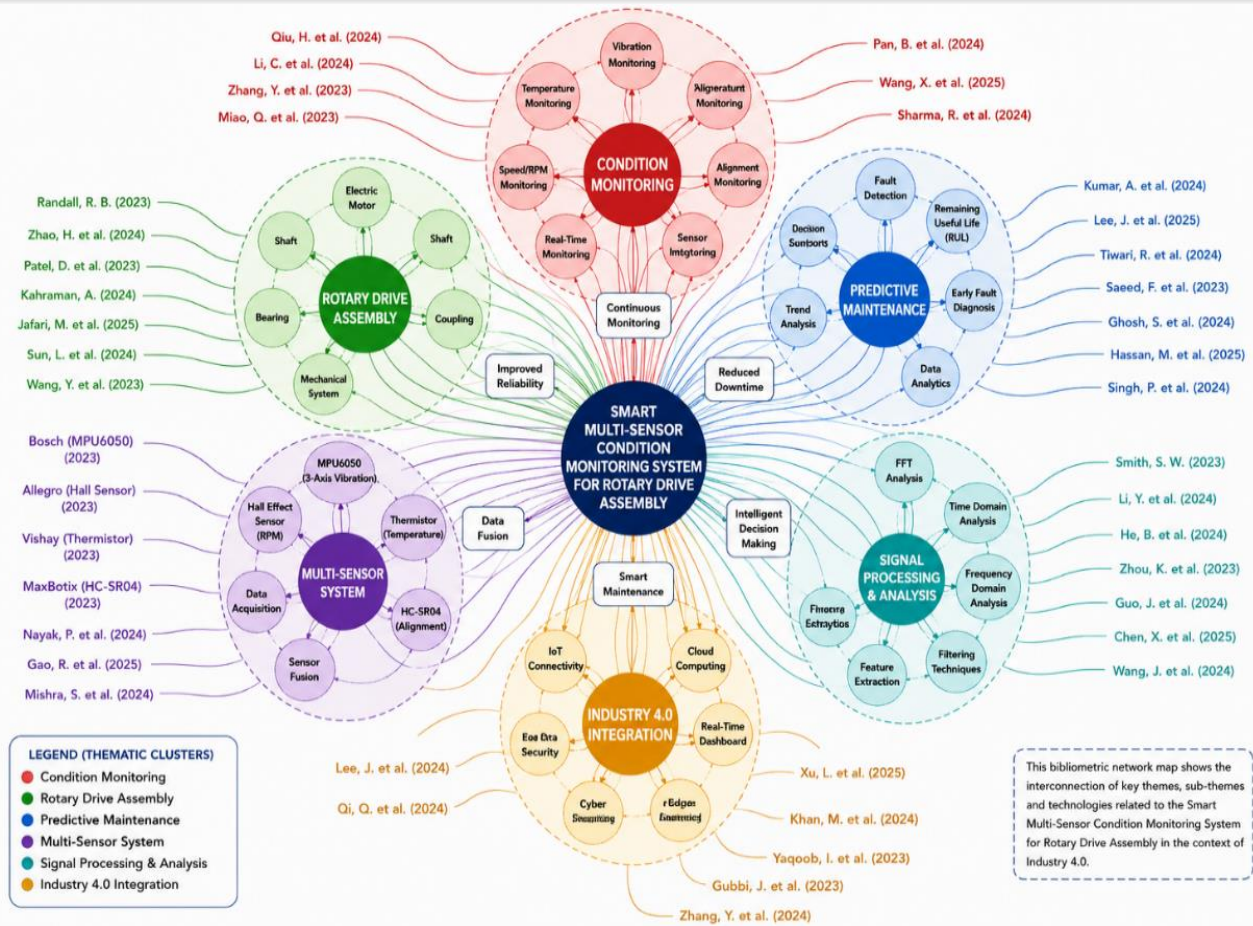 Qiu, H. et al. (2024)
Li, C. et al. (2024)
Zhang, Y. et al. (2023)
Miao, Q. et al. (2023)
Pan, B. et al. (2024)
Wang, X. et al. (2025)
Sharma, R. et al. (2024)
Vibration
Monitoring
Temperature
Monitoring
Monitoring
Speed/RPM
Monitoring
CONDITION
MONITORING
Alignment
Monitoring
Real-Time
Monitoring
Sensor
Continuous
Monitoring
Randall, R. B. (2023)
Zhao, H. et al. (2024)
Patel, D. et al. (2023)
Kahraman, A. (2024)
Jafari, M. et al. (2025)
Sun, L. et al. (2024)
Wang, Y. et al. (2023)
Electric
Motor
Shaft
Shaft
ROTARY DRIVE
ASSEMBLY
Bearing
Coupling
Mechanical
System
Improved
Reliability
Fault
Detection
Remaining
Useful Life
(RUL)
Decision
PREDICTIVE
MAINTENANCE
Early Fault
Diagnosis
Trend
Analysis
Data
Analytics
Reduced
Downtime
Kumar, A. et al. (2024)
Lee, J. et al. (2025)
Tiwari, R. et al. (2024)
Saeed, F. et al. (2023)
Ghosh, S. et al. (2024)
Hassan, M. et al. (2025)
Singh, P. et al. (2024)
SMART
MULTI-SENSOR
CONDITION
MONITORING SYSTEM
FOR ROTARY DRIVE
ASSEMBLY
Bosch (MPU6050)
(2023)
Allegro (Hall Sensor)
(2023)
Vishay (Thermistor)
(2023)
MaxBotix (HC-SR04)
(2023)
Nayak, P. et al. (2024)
Gao, R. et al. (2025)
Mishra, S. et al. (2024)
MPU6050
(3-Axis Vibration)
Hall Effect
Sensor
(RPM)
Thermistor
(Temperature)
MULTI-SENSOR
SYSTEM
Data
Acquisition
HC-SR04
(Alignment)
Sensor
Fusion
Data
Fusion
Intelligent
Decision
Making
FFT
Analysis
Time Domain
Analysis
SIGNAL
PROCESSING
& ANALYSIS
Frequency
Domain
Analysis
Filtering
Techniques
Feature
Extraction
Smith, S. W. (2023)
Li, Y. et al. (2024)
He, B. et al. (2024)
Zhou, K. et al. (2023)
Guo, J. et al. (2024)
Chen, X. et al. (2025)
Wang, J. et al. (2024)
Smart
Maintenance
IoT
Connectivity
Cloud
Computing
INDUSTRY 4.0
INTEGRATION
Security
Real-Time
Dashboard
Cyber
Lee, J. et al. (2024)
Qi, Q. et al. (2024)
Xu, L. et al. (2025)
Khan, M. et al. (2024)
Yaqoob, I. et al. (2023)
Gubbi, J. et al. (2023)
Zhang, Y. et al. (2024)
LEGEND (THEMATIC CLUSTERS)
Condition Monitoring
Rotary Drive Assembly
Predictive Maintenance
Multi-Sensor System
Signal Processing & Analysis
Industry 4.0 Integration
This bibliometric network map shows the
interconnection of key themes, sub-themes
and technologies related to the Smart
Multi-Sensor Condition Monitoring System
for Rotary Drive Assembly in the context of
Industry 4.0.